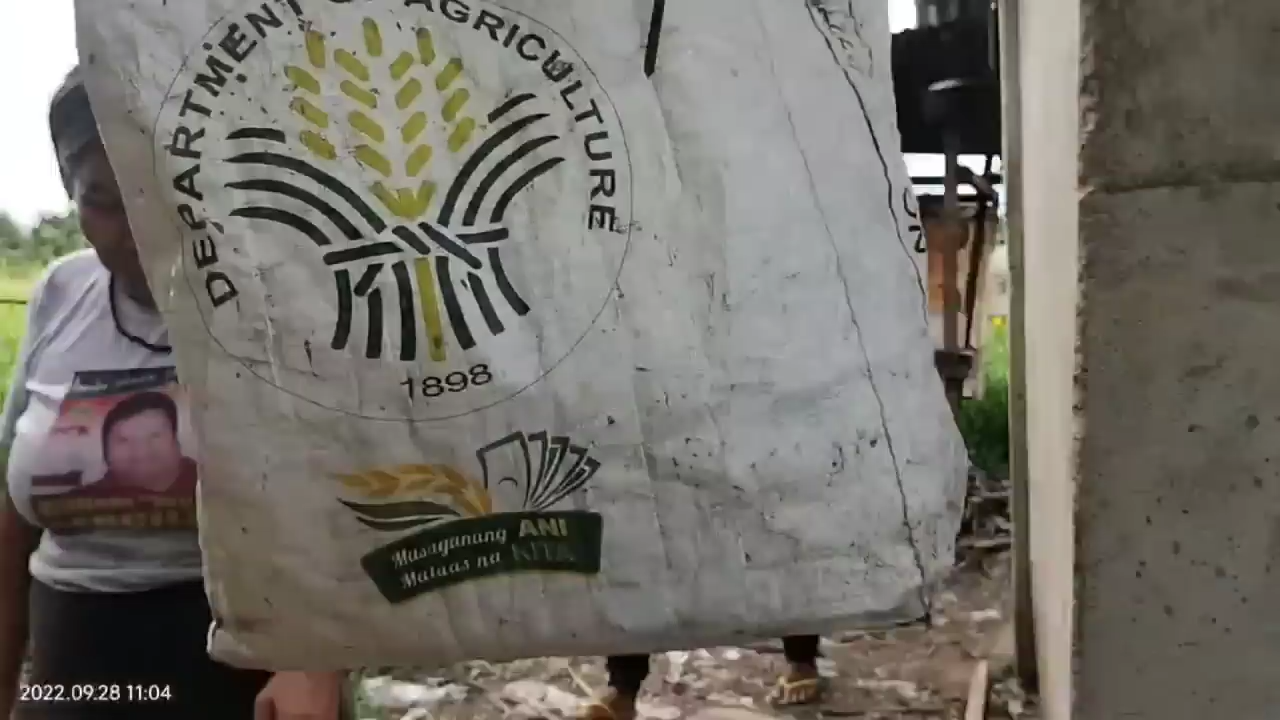 DEPARTMENT OF AGRICULTURE
1898
Masaganang ANI
Mataas na KITA
2022.09.28 11:04